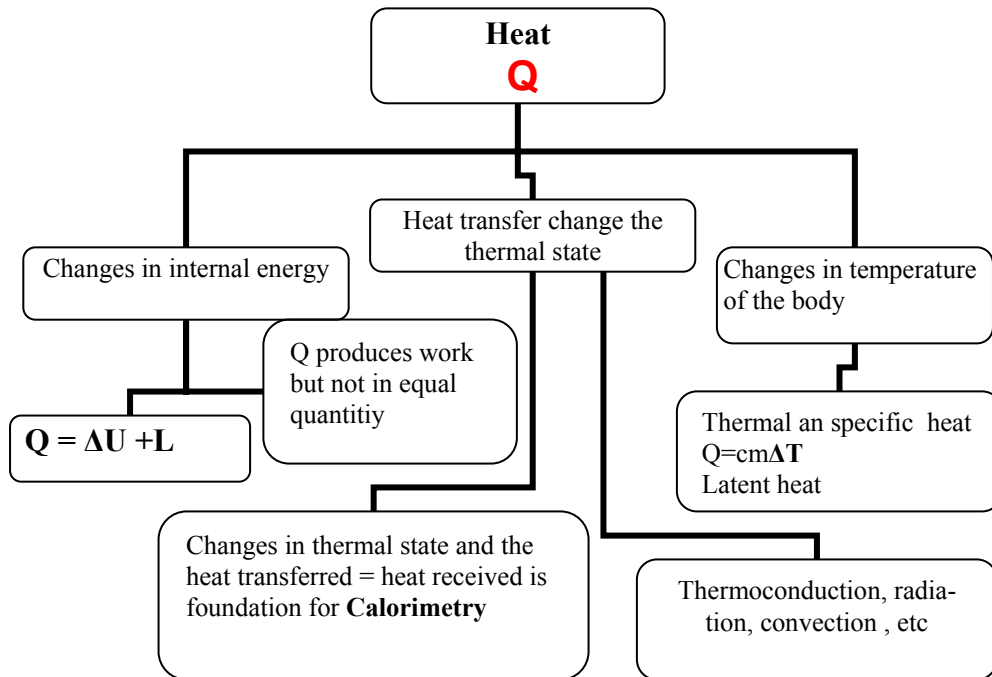 Heat
Q
Heat transfer change the
thermal state
Changes in internal energy
Changes in temperature
of the body
Q produces work
but not in equal
quantitiy
Q = ΔU +L
Thermal an specific heat
Q=cmΔT
Latent heat
Changes in thermal state and the
heat transferred = heat received is
foundation for Calorimetry
Thermoconduction, radia-
tion, convection , etc